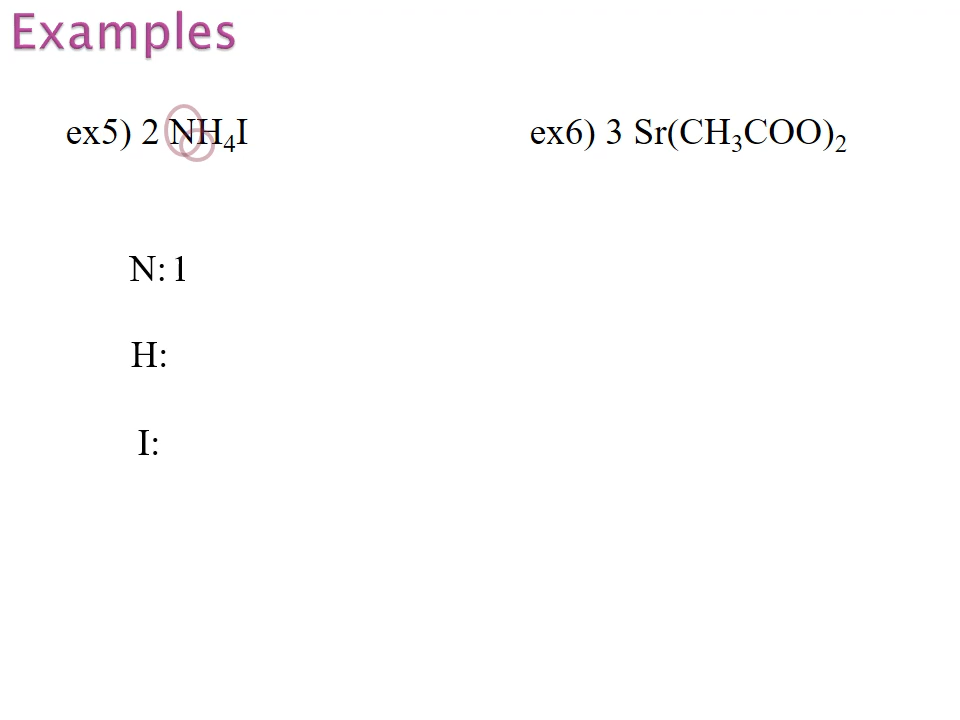 Examples
ex5) 2 NH₄I
ex6) 3 Sr(CH₃COO)₂
N: 1
H:
I: